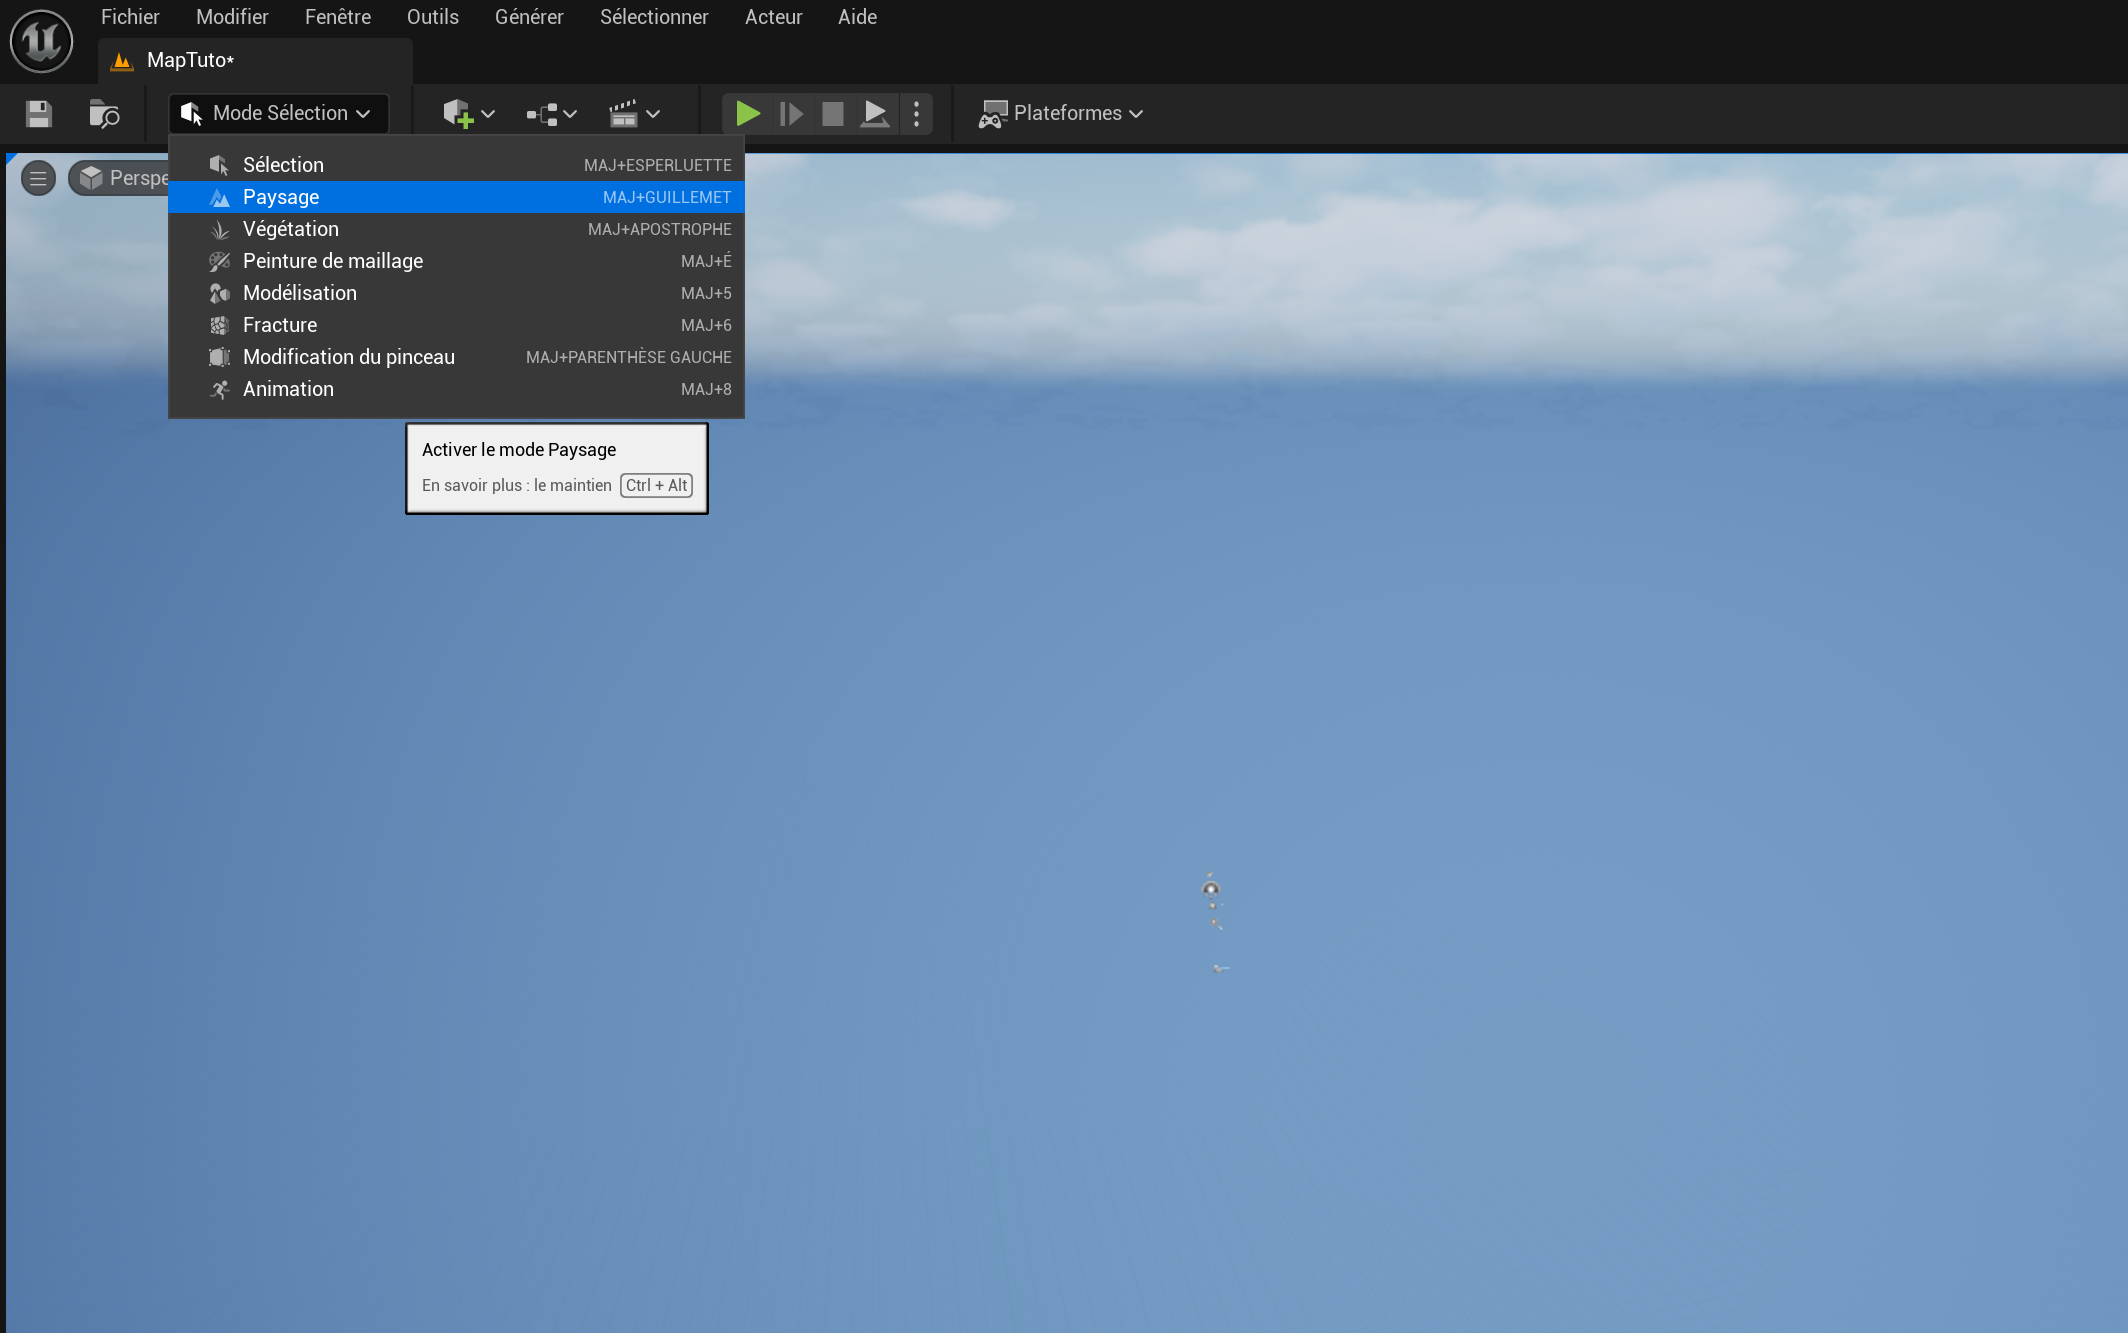 Fichier Modifier Fenêtre Outils Générer Sélectionner Acteur Aide
MapTuto*
Mode Sélection Plateformes
Perspe
Sélection MAJ+ESPERLUETTE
Paysage MAJ+GUILLEMET
Végétation MAJ+APOSTROPHE
Peinture de maillage MAJ+É
Modélisation MAJ+5
Fracture MAJ+6
Modification du pinceau MAJ+PARENTHÈSE GAUCHE
Animation MAJ+8
Activer le mode Paysage
En savoir plus : le maintien Ctrl + Alt